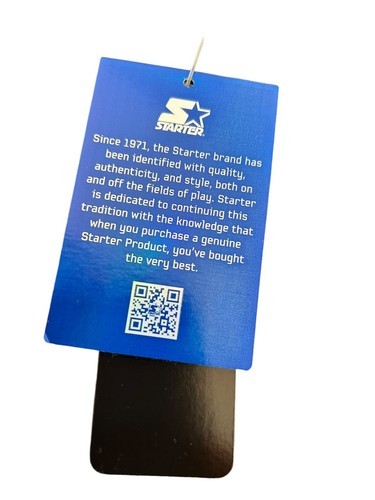 S
STARTER
Since 1971, the Starter brand has
been identified with quality,
authenticity, and style, both on
and off the fields of play. Starter
is dedicated to continuing this
tradition with the knowledge that
when you purchase a genuine
Starter Product, you've bought
the very best.